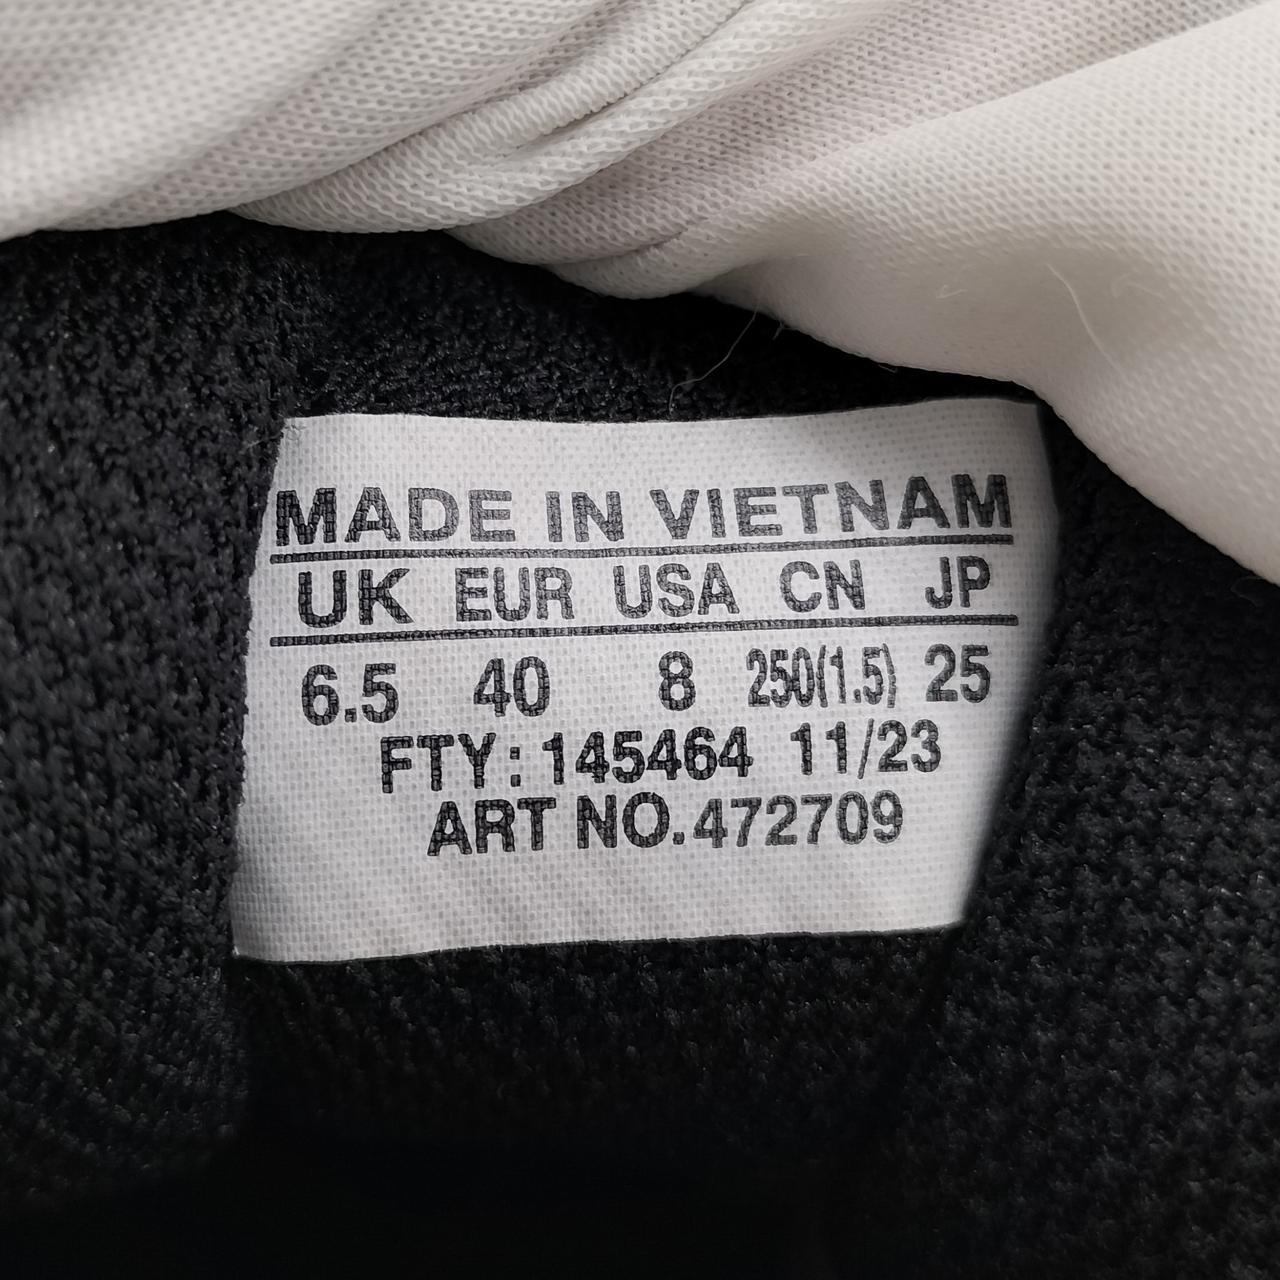 MADE IN VIETNAM
UK EUR USA CN JP
6.5 40 8 250(1.5) 25
FTY: 145464 11/23
ART NO.472709